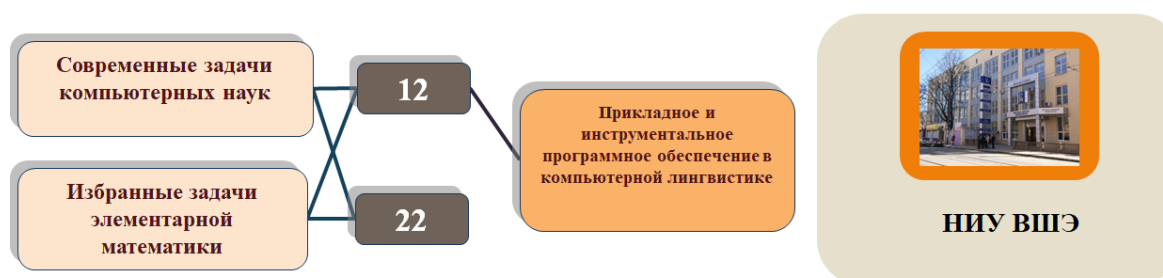 Современные задачи
компьютерных наук
Избранные задачи
элементарной
математики
12
22
Прикладное и
инструментальное
программное обеспечение в
компьютерной лингвистике
НИУ ВШЭ